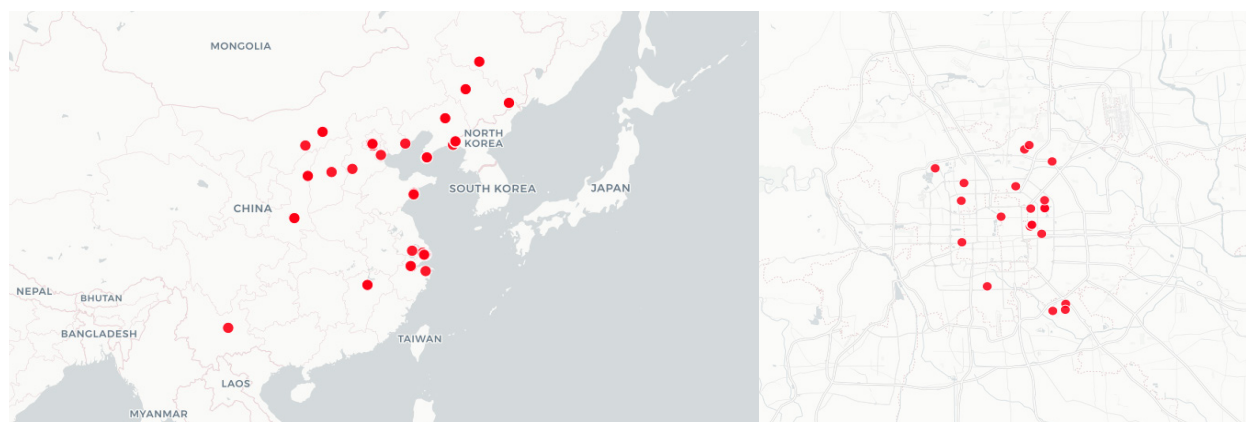 MONGOLIA
NORTH
KOREA
SOUTH KOREA
JAPAN
CHINA
NEPAL
BHUTAN
BANGLADESH
TAIWAN
LAOS
MYANMAR